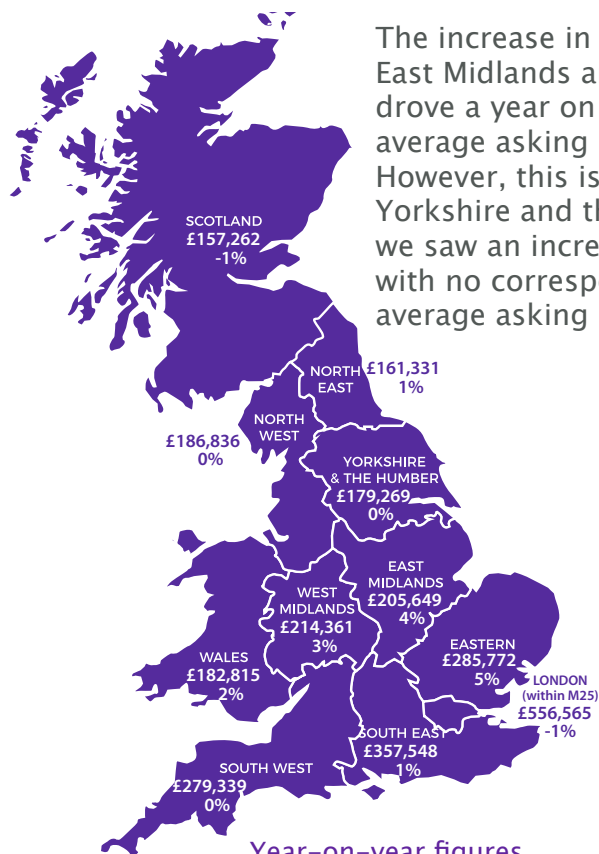 The increase in
East Midlands a
drove a year on
average asking
However, this is
Yorkshire and th
we saw an incre
with no correspo
average asking
SCOTLAND
£157,262
-1%
NORTH
EAST
£161,331
1%
NORTH
WEST
£186,836
0%
YORKSHIRE
& THE HUMBER
£179,269
0%
EAST
MIDLANDS
£205,649
4%
WEST
MIDLANDS
£214,361
3%
EASTERN
£285,772
5%
WALES
£182,815
2%
LONDON
(within M25)
£556,565
-1%
SOUTH EAST
£357,548
1%
SOUTH WEST
£279,339
0%
Year-on-year figures